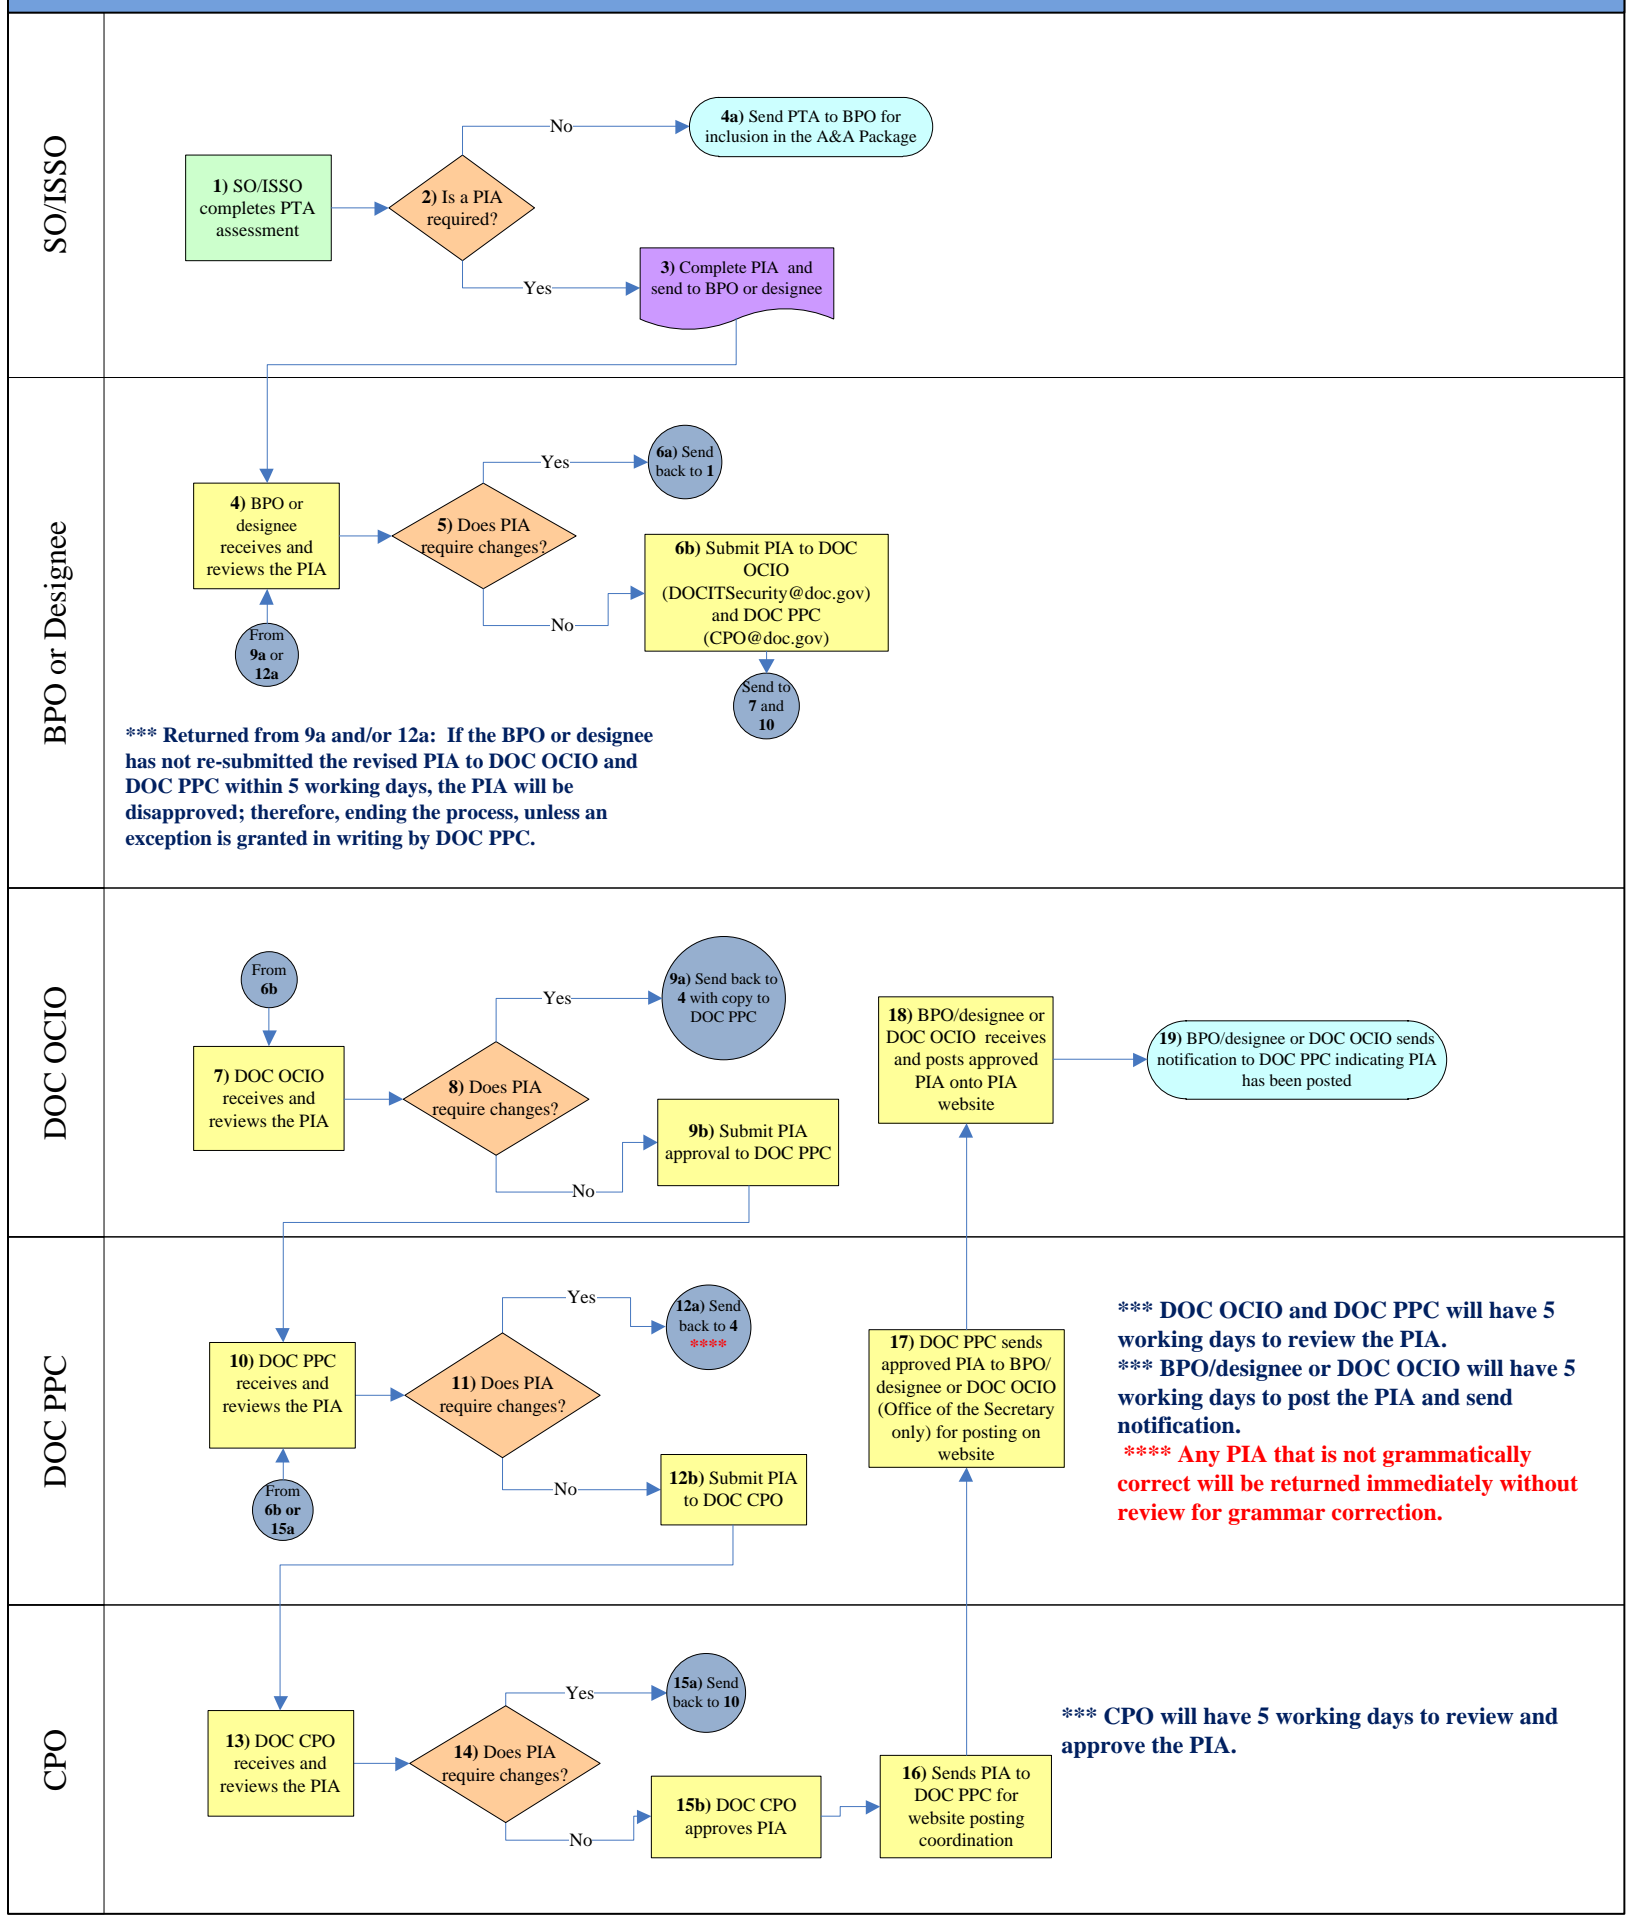 SO/ISSO
1) SO/ISSO
completes PTA
assessment
2) Is a PIA
required?
No
4a) Send PTA to BPO for
inclusion in the A&A Package
Yes
3) Complete PIA  and
send to BPO or designee
BPO or Designee
4) BPO or
designee
receives and
reviews the PIA
From
9a or
12a
5) Does PIA
require changes?
Yes
6a) Send
back to 1
No
6b) Submit PIA to DOC
OCIO
(DOCITSecurity@doc.gov)
and DOC PPC
(CPO@doc.gov)
Send to
7 and
10
*** Returned from 9a and/or 12a:  If the BPO or designee
has not re-submitted the revised PIA to DOC OCIO and
DOC PPC within 5 working days, the PIA will be
disapproved; therefore, ending the process, unless an
exception is granted in writing by DOC PPC.
DOC OCIO
From
6b
7) DOC OCIO
receives and
reviews the PIA
8) Does PIA
require changes?
Yes
9a) Send back to
4 with copy to
DOC PPC
No
9b) Submit PIA
approval to DOC PPC
18) BPO/designee or
DOC OCIO  receives
and posts approved
PIA onto PIA
website
19) BPO/designee or DOC OCIO sends
notification to DOC PPC indicating PIA
has been posted
DOC PPC
10) DOC PPC
receives and
reviews the PIA
From
6b or
15a
11) Does PIA
require changes?
Yes
12a) Send
back to 4
****
No
12b) Submit PIA
to DOC CPO
17) DOC PPC sends
approved PIA to BPO/
designee or DOC OCIO
(Office of the Secretary
only) for posting on
website
*** DOC OCIO and DOC PPC will have 5
working days to review the PIA.
*** BPO/designee or DOC OCIO will have 5
working days to post the PIA and send
notification.
**** Any PIA that is not grammatically
correct will be returned immediately without
review for grammar correction.
CPO
13) DOC CPO
receives and
reviews the PIA
14) Does PIA
require changes?
Yes
15a) Send
back to 10
No
15b) DOC CPO
approves PIA
16) Sends PIA to
DOC PPC for
website posting
coordination
*** CPO will have 5 working days to review and
approve the PIA.